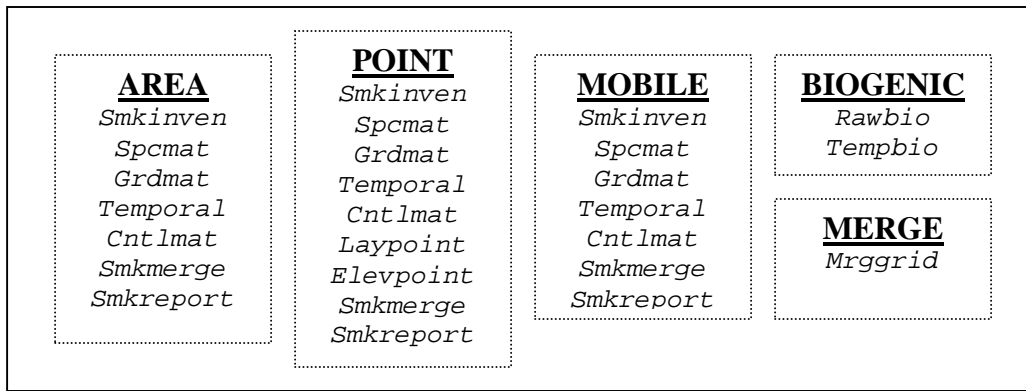 AREA
Smkinven
Spcmat
Grdmat
Temporal
Cntlmat
Smkmerge
Smkreport
POINT
Smkinven
Spcmat
Grdmat
Temporal
Cntlmat
Laypoint
Elevpoint
Smkmerge
Smkreport
MOBILE
Smkinven
Spcmat
Grdmat
Temporal
Cntlmat
Smkmerge
Smkreport
BIOGENIC
Rawbio
Tempbio
MERGE
Mrggrid